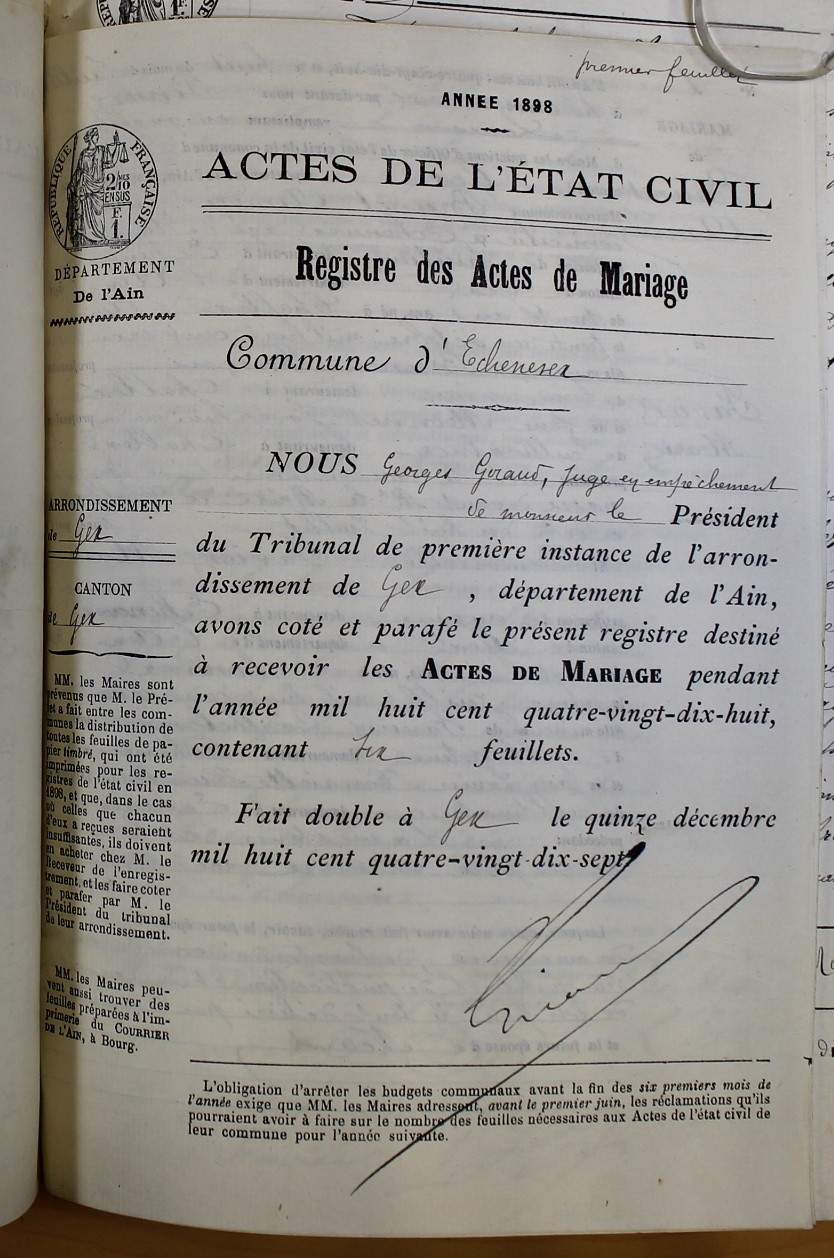 premier feuillet
ANNEE 1898
ACTES DE L'ÉTAT CIVIL
RÉPUBLIQUE FRANÇAISE
2/10 EN SUS
F. 1.
DÉPARTEMENT
De l'Ain
Registre des Actes de Mariage
Commune d'Echenevex
ARRONDISSEMENT
de Gex
CANTON
de Gex
MM. les Maires sont
prévenus que M. le Pré-
et a fait entre les com-
munes la distribution de
toutes les feuilles de pa-
pier timbré, qui ont été
imprimées pour les re-
gistres de l'état civil en
1898, et que, dans le cas
où celles que chacun
d'eux a reçues seraient
insuffisantes, ils doivent
en acheter chez M. le
Receveur de l'enregis-
trement, et les faire coter
et parafer par M. le
Président du tribunal
de leur arrondissement.
MM. les Maires peu-
vent aussi trouver des
feuilles préparées à l'im-
primerie du COURRIER
DE L'AIN, à Bourg.
NOUS Georges Giraud, Juge en empêchement
de monsieur le Président
du Tribunal de première instance de l'arron-
dissement de Gex, département de l'Ain,
avons coté et parafé le présent registre destiné
à recevoir les ACTES DE MARIAGE pendant
l'année mil huit cent quatre-vingt-dix-huit,
contenant feuillets.
Fait double à Gex le quinze décembre
mil huit cent quatre-vingt-dix-sept
L'obligation d'arrêter les budgets communaux avant la fin des six premiers mois de
l'année exige que MM. les Maires adressent, avant le premier juin, les réclamations qu'ils
pourraient avoir à faire sur le nombre des feuilles nécessaires aux Actes de l'état civil de
leur commune pour l'année suivante.